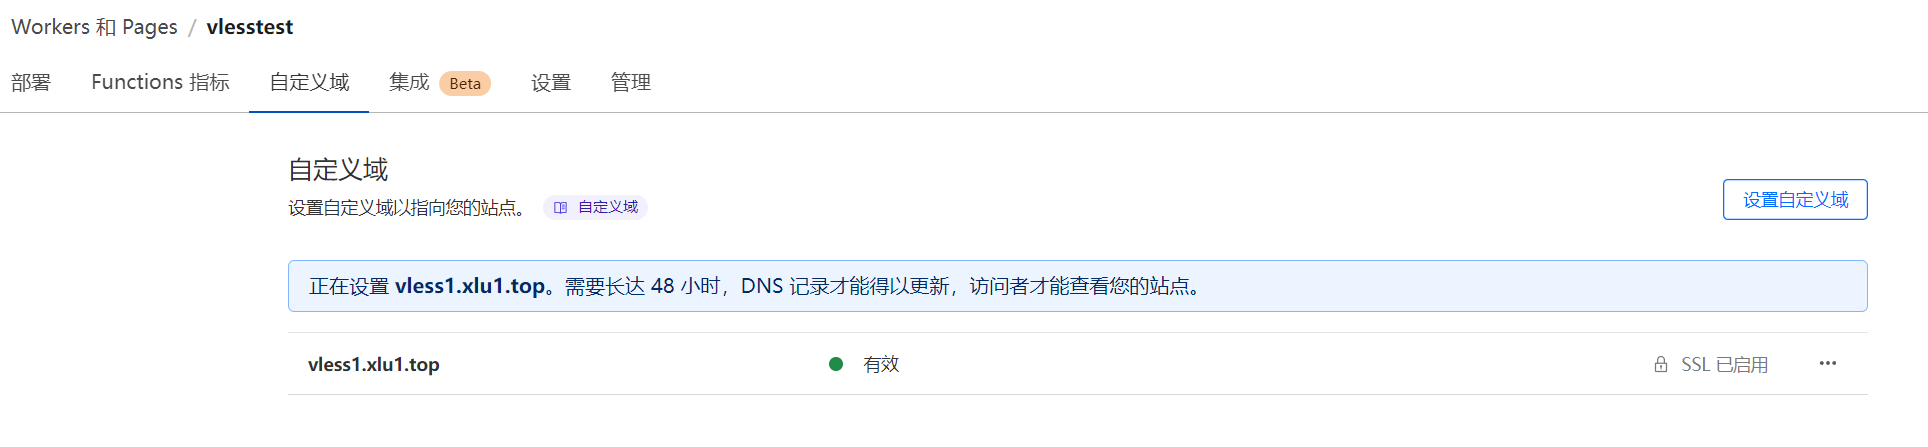 Workers 和 Pages / vlesstest
部署 Functions 指标 自定义域 集成 Beta 设置 管理
自定义域
设置自定义域以指向您的站点。 自定义域
设置自定义域
正在设置 vless1.xlu1.top。需要长达 48 小时，DNS 记录才能得以更新，访问者才能查看您的站点。
vless1.xlu1.top 有效 SSL 已启用 ···